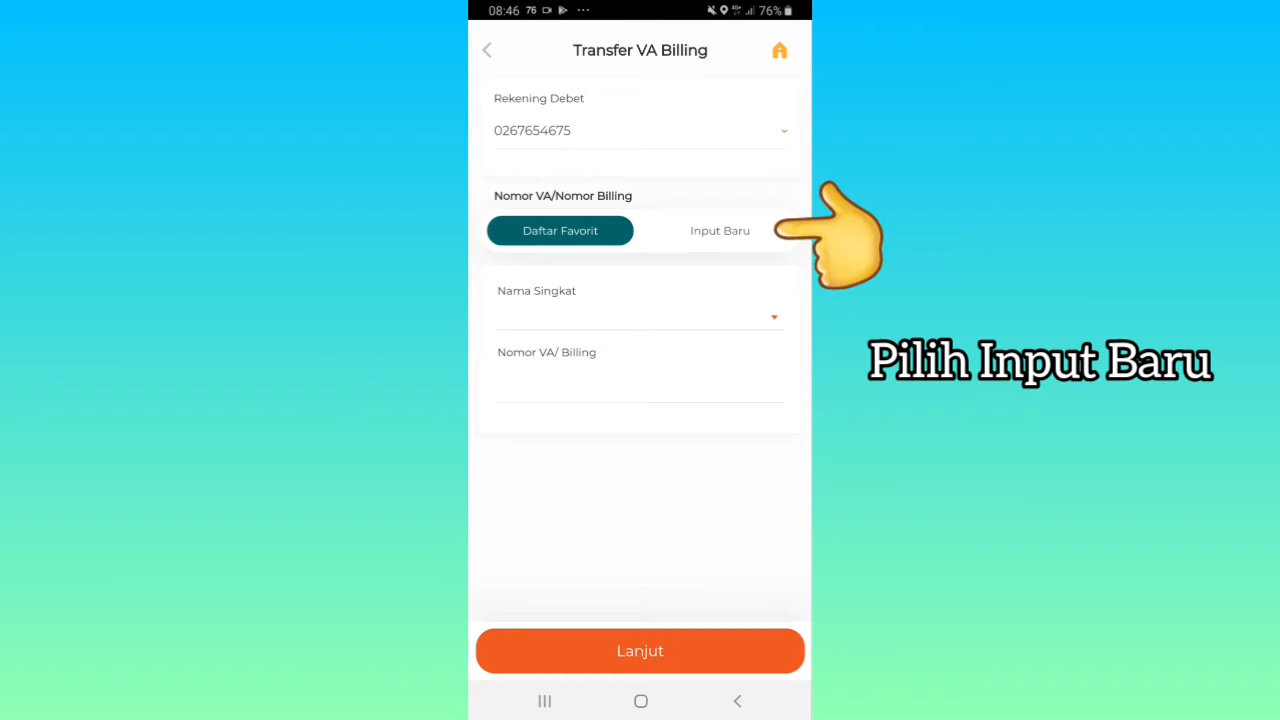 08:46 76 ... 4G+ 76%
Transfer VA Billing
Rekening Debet
0267654675
Nomor VA/Nomor Billing
Daftar Favorit
Input Baru
Nama Singkat
Nomor VA/ Billing
Pilih Input Baru
Lanjut